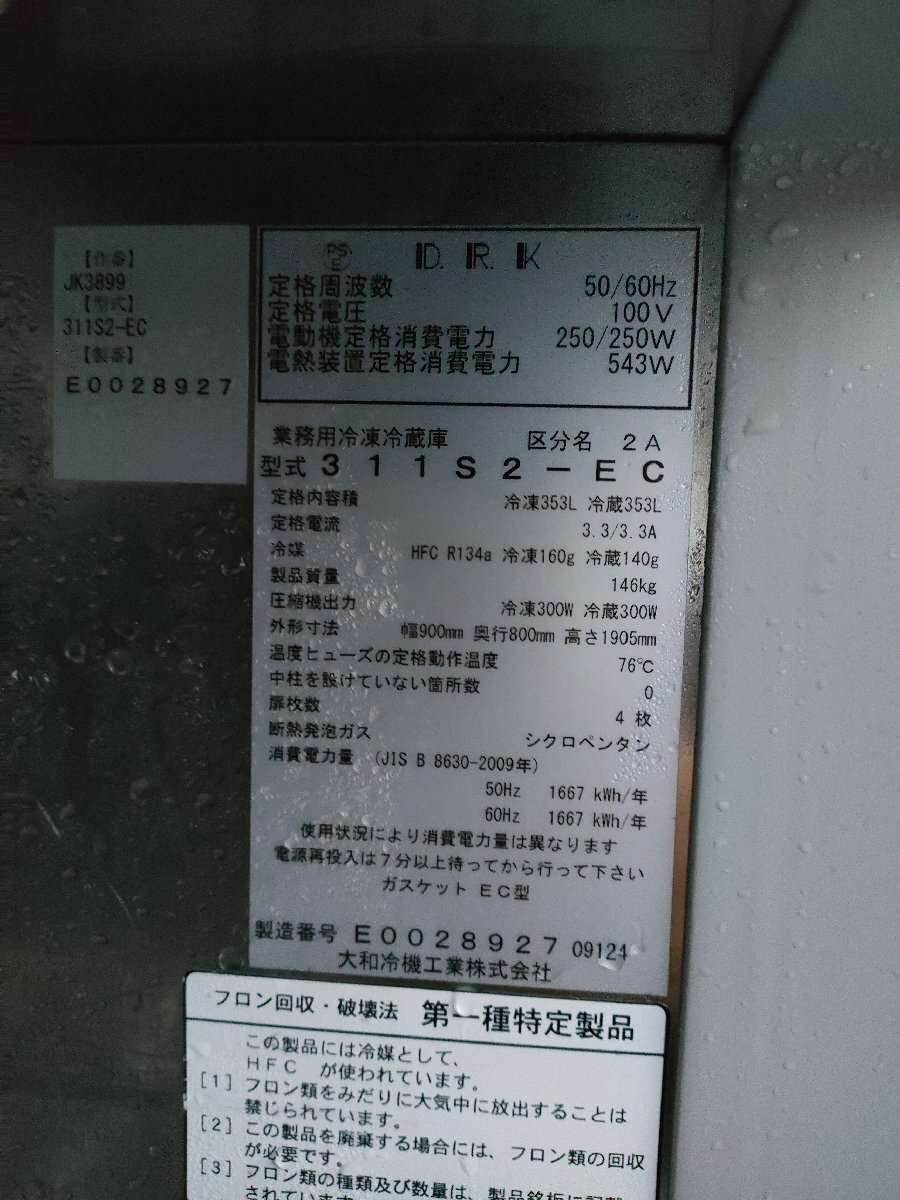 【作番】
JK3899
【型式】
311S2-EC
【製番】
E0028927
PS
E
D.R.K
定格周波数 50/60Hz
定格電圧 100V
電動機定格消費電力 250/250W
電熱装置定格消費電力 543W
業務用冷凍冷蔵庫 区分名 2A
型式 311S2-EC
定格内容積 冷凍353L 冷蔵353L
定格電流 3.3/3.3A
冷媒 HFC R134a 冷凍160g 冷蔵140g
製品質量 146kg
圧縮機出力 冷凍300W 冷蔵300W
外形寸法 幅900mm 奥行800mm 高さ1905mm
温度ヒューズの定格動作温度 76℃
中柱を設けていない箇所数 0
扉枚数 4枚
断熱発泡ガス シクロペンタン
消費電力量 (JIS B 8630-2009年)
50Hz 1667 kWh/年
60Hz 1667 kWh/年
使用状況により消費電力量は異なります
電源再投入は7分以上待ってから行って下さい
ガスケット EC型
製造番号 E0028927 09124
大和冷機工業株式会社
フロン回収・破壊法 第一種特定製品
この製品には冷媒として、
HFC が使われています。
[1] フロン類をみだりに大気中に放出することは
禁じられています。
[2] この製品を廃棄する場合には、フロン類の回収
が必要です。
[3] フロン類の種類及び数量は、製品銘板に記載
されています